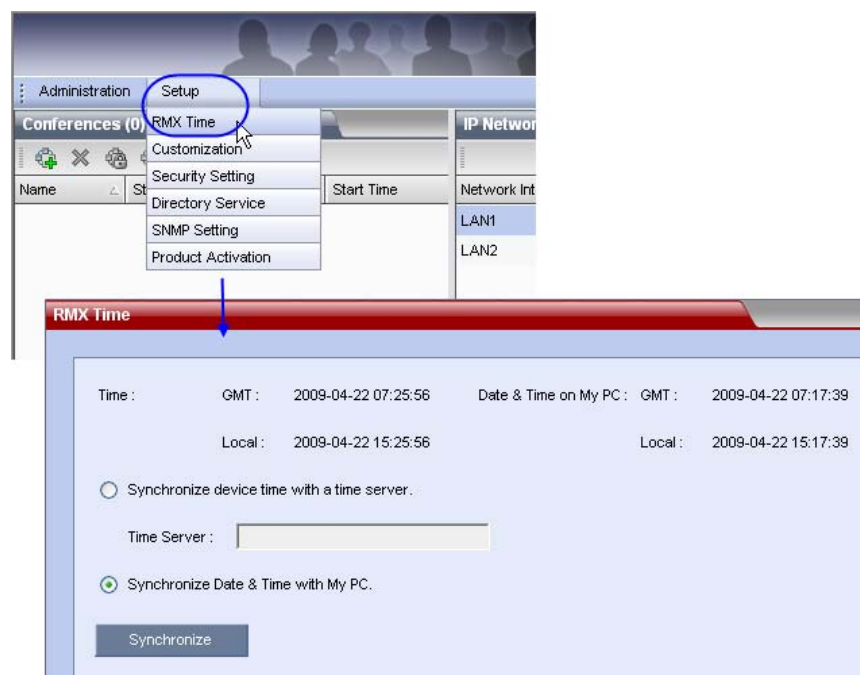 Administration Setup
Conferences (0) RMX Time IP Networ
Customization
Name St Security Setting Start Time Network Int
Directory Service
LAN1
SNMP Setting
LAN2
Product Activation
RMX Time
Time : GMT : 2009-04-22 07:25:56 Date & Time on My PC : GMT : 2009-04-22 07:17:39
Local : 2009-04-22 15:25:56 Local : 2009-04-22 15:17:39
Synchronize device time with a time server.
Time Server :
Synchronize Date & Time with My PC.
Synchronize